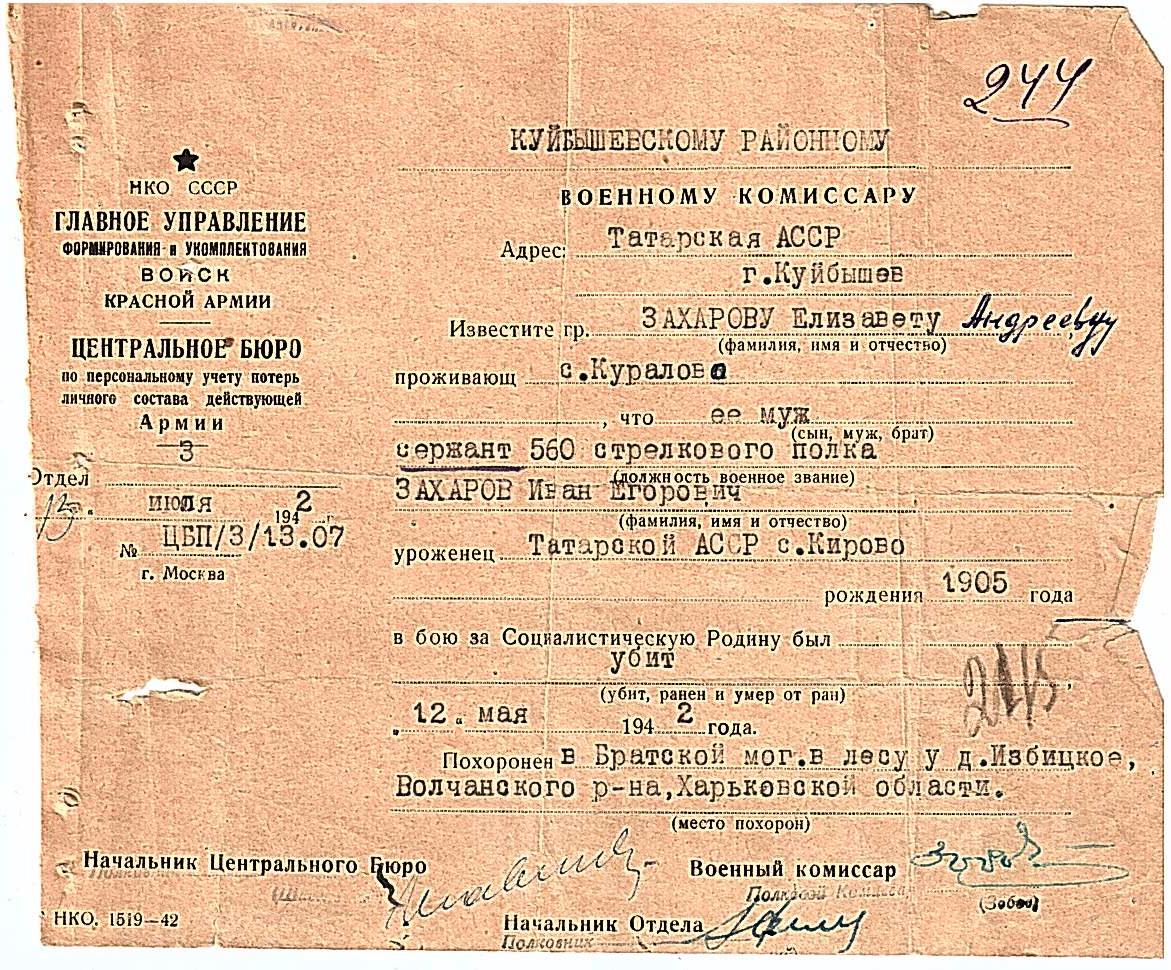 244
★
НКО СССР
ГЛАВНОЕ УПРАВЛЕНИЕ
ФОРМИРОВАНИЯ и УКОМПЛЕКТОВАНИЯ
ВОЙСК
КРАСНОЙ АРМИИ
ЦЕНТРАЛЬНОЕ БЮРО
по персональному учету потерь
личного состава действующей
Армии
3
Отдел
13 . июля 1942 г.
№ ЦБП/3/13.07
г. Москва
КУЙБЫШЕВСКОМУ РАЙОННОМУ
ВОЕННОМУ КОМИССАРУ
Адрес: Татарская АССР
г.Куйбышев
Известите гр. ЗАХАРОВУ Елизавету Андреевну
(фамилия, имя и отчество)
проживающ с.Куралово
, что ее муж
(сын, муж, брат)
сержант 560 стрелкового полка
(должность военное звание)
ЗАХАРОВ Иван Егорович
(фамилия, имя и отчество)
уроженец Татарской АССР с.Кирово
рождения 1905 года
в бою за Социалистическую Родину был
убит
(убит, ранен и умер от ран)
„12" мая 1942 года.
Похоронен в Братской мог.в лесу у д.Избицкое,
Волчанского р-на,Харьковской области.
(место похорон)
Начальник Центрального Бюро
Полковник
Военный комиссар
Полковой Комиссар
Начальник Отдела
Полковник
НКО. 1519—42